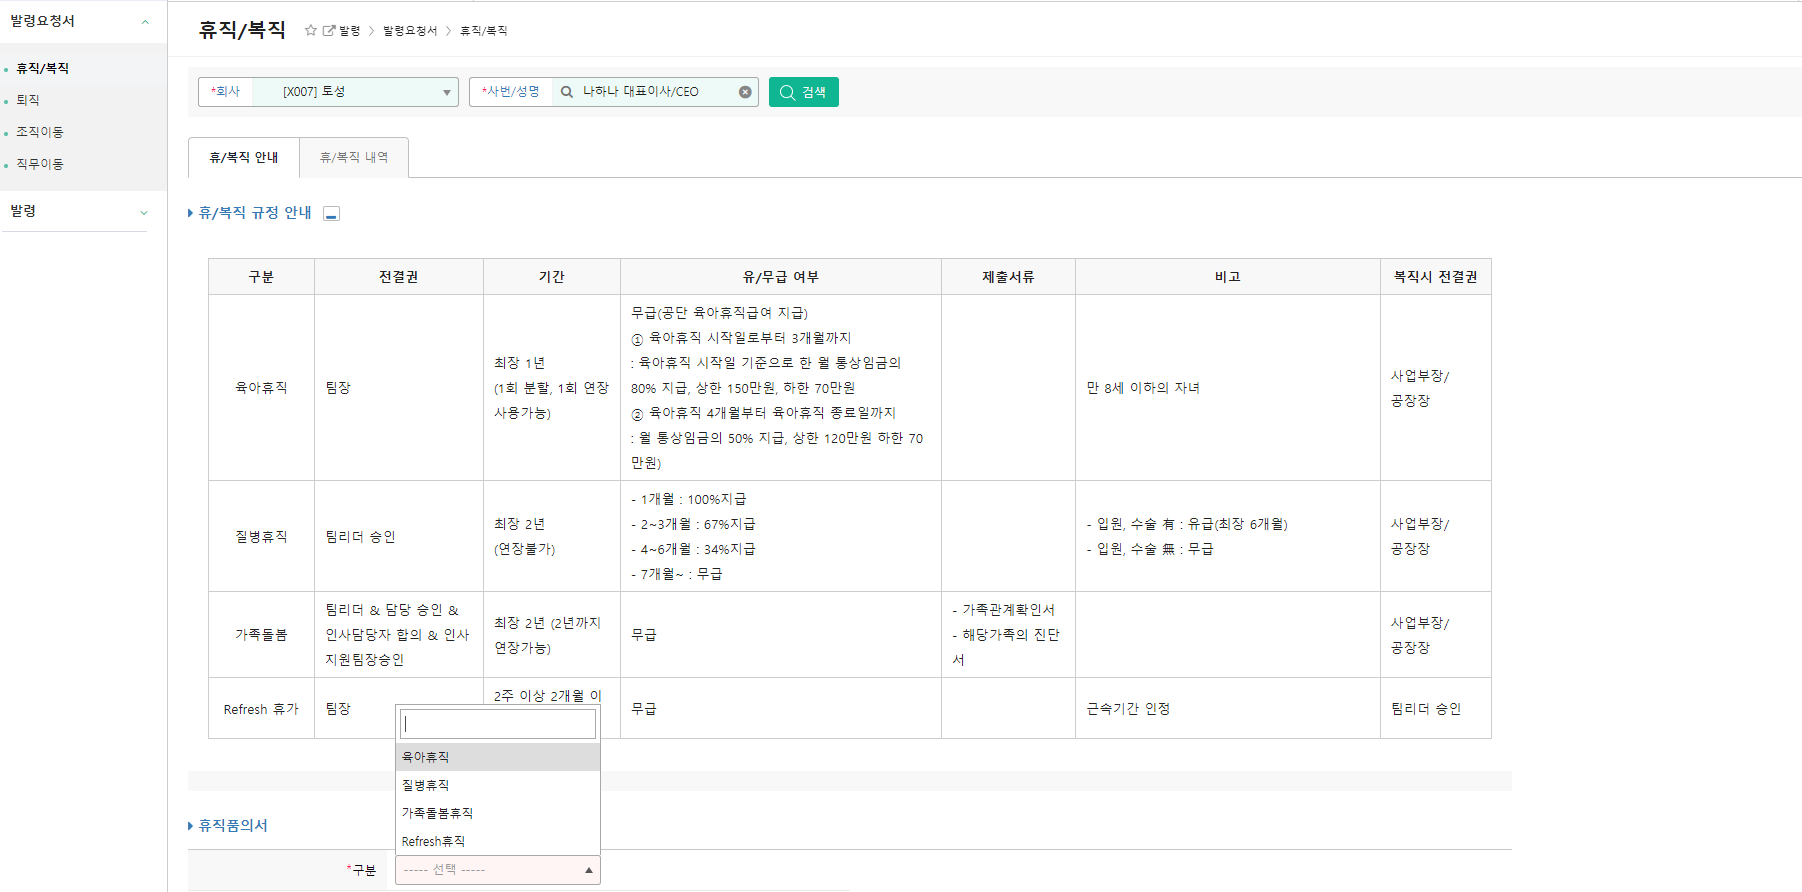 발령요청서
휴직/복직
퇴직
조직이동
직무이동
발령
휴직/복직
발령 > 발령요청서 > 휴직/복직
*회사 [X007] 토성 *사번/성명 나하나 대표이사/CEO 검색
휴/복직 안내 휴/복직 내역
휴/복직 규정 안내
구분 전결권 기간 유/무급 여부 제출서류 비고 복직시 전결권
육아휴직
팀장
최장 1년
(1회 분할, 1회 연장
사용가능)
무급(공단 육아휴직급여 지급)
① 육아휴직 시작일로부터 3개월까지
: 육아휴직 시작일 기준으로 한 월 통상임금의
80% 지급, 상한 150만원, 하한 70만원
② 육아휴직 4개월부터 육아휴직 종료일까지
: 월 통상임금의 50% 지급, 상한 120만원 하한 70
만원)
만 8세 이하의 자녀
사업부장/
공장장
질병휴직
팀리더 승인
최장 2년
(연장불가)
- 1개월 : 100%지급
- 2~3개월 : 67%지급
- 4~6개월 : 34%지급
- 7개월~ : 무급
- 입원, 수술 有 : 유급(최장 6개월)
- 입원, 수술 無 : 무급
사업부장/
공장장
가족돌봄
팀리더 & 담당 승인 &
인사담당자 합의 & 인사
지원팀장승인
최장 2년 (2년까지
연장가능)
무급
- 가족관계확인서
- 해당가족의 진단
서
사업부장/
공장장
Refresh 휴가
팀장
2주 이상 2개월 이
무급
근속기간 인정
팀리더 승인
휴직품의서
육아휴직
질병휴직
가족돌봄휴직
Refresh휴직
*구분 ----- 선택 -----